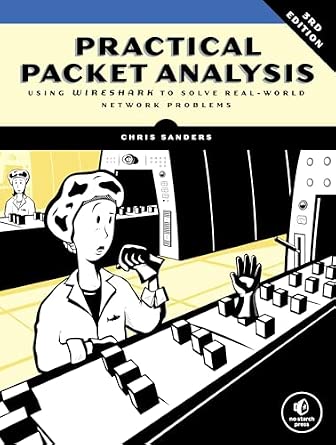 3RD EDITION
PRACTICAL
PACKET ANALYSIS
USING WIRESHARK TO SOLVE REAL-WORLD
NETWORK PROBLEMS
CHRIS SANDERS
no starch
press